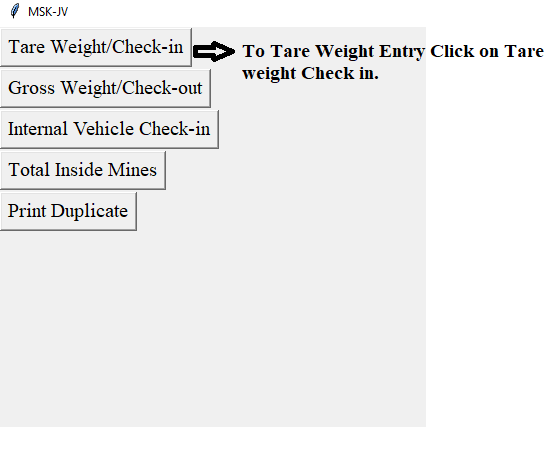 MSK-JV
Tare Weight/Check-in
To Tare Weight Entry Click on Tare
weight Check in.
Gross Weight/Check-out
Internal Vehicle Check-in
Total Inside Mines
Print Duplicate